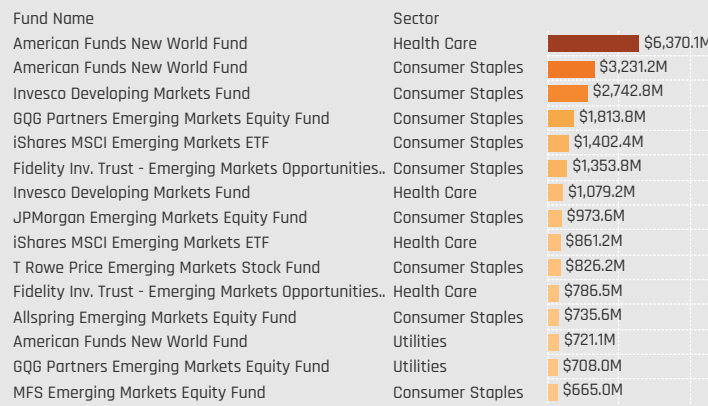 Fund Name Sector
American Funds New World Fund Health Care $6,370.1M
American Funds New World Fund Consumer Staples $3,231.2M
Invesco Developing Markets Fund Consumer Staples $2,742.8M
GQG Partners Emerging Markets Equity Fund Consumer Staples $1,813.8M
iShares MSCI Emerging Markets ETF Consumer Staples $1,402.4M
Fidelity Inv. Trust - Emerging Markets Opportunities.. Consumer Staples $1,353.8M
Invesco Developing Markets Fund Health Care $1,079.2M
JPMorgan Emerging Markets Equity Fund Consumer Staples $973.6M
iShares MSCI Emerging Markets ETF Health Care $861.2M
T Rowe Price Emerging Markets Stock Fund Consumer Staples $826.2M
Fidelity Inv. Trust - Emerging Markets Opportunities.. Health Care $786.5M
Allspring Emerging Markets Equity Fund Consumer Staples $735.6M
American Funds New World Fund Utilities $721.1M
GQG Partners Emerging Markets Equity Fund Utilities $708.0M
MFS Emerging Markets Equity Fund Consumer Staples $665.0M